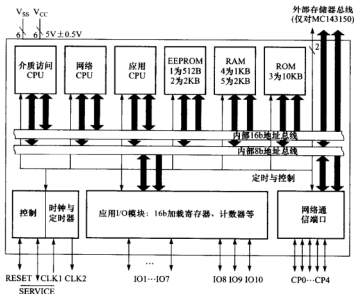 V_SS V_CC
6 6 5V±0.5V
外部存储器总线
(仅对MC143150)
2
介质访问
CPU
网络
CPU
应用
CPU
EEPROM
1为512B
2为2KB
RAM
4为1KB
5为2KB
ROM
3为10KB
内部16b地址总线
内部8b地址总线
定时与控制
控制
时钟与
定时器
应用I/O模块：16b加载寄存器、计数器等
网络通
信端口
RESET CLK1 CLK2 IO1…IO7 IO8 IO9 IO10 CP0…CP4
SERVICE